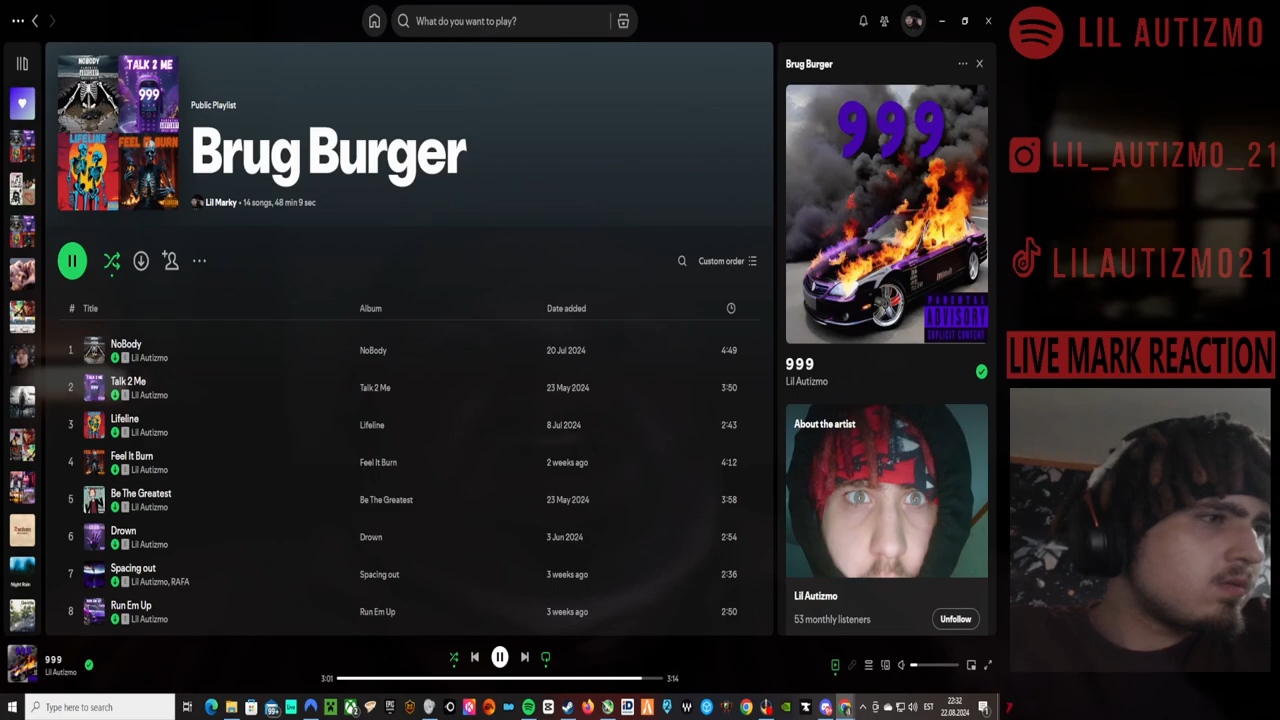 What do you want to play?
LIL AUTIZMO
LIL_AUTIZMO_21
LILAUTIZMO21
LIVE MARK REACTION
NOBODY
TALK 2 ME
999
LIFELINE
FEEL IT BURN
Public Playlist
Brug Burger
Lil Marky • 14 songs, 48 min 9 sec
Custom order
# Title Album Date added
1 NoBody NoBody 20 Jul 2024 4:49
E Lil Autizmo
2 Talk 2 Me Talk 2 Me 23 May 2024 3:50
E Lil Autizmo
3 Lifeline Lifeline 8 Jul 2024 2:43
E Lil Autizmo
4 Feel It Burn Feel It Burn 2 weeks ago 4:12
E Lil Autizmo
5 Be The Greatest Be The Greatest 23 May 2024 3:58
E Lil Autizmo
6 Drown Drown 3 Jun 2024 2:54
E Lil Autizmo
7 Spacing out Spacing out 3 weeks ago 2:36
E Lil Autizmo, RAFA
8 Run Em Up Run Em Up 3 weeks ago 2:50
E Lil Autizmo
Brug Burger
999
PARENTAL
ADVISORY
EXPLICIT CONTENT
999
Lil Autizmo
About the artist
Lil Autizmo
53 monthly listeners
Unfollow
999
Lil Autizmo
3:01
3:14
Type here to search
99+
EST
22:32
22.08.2024